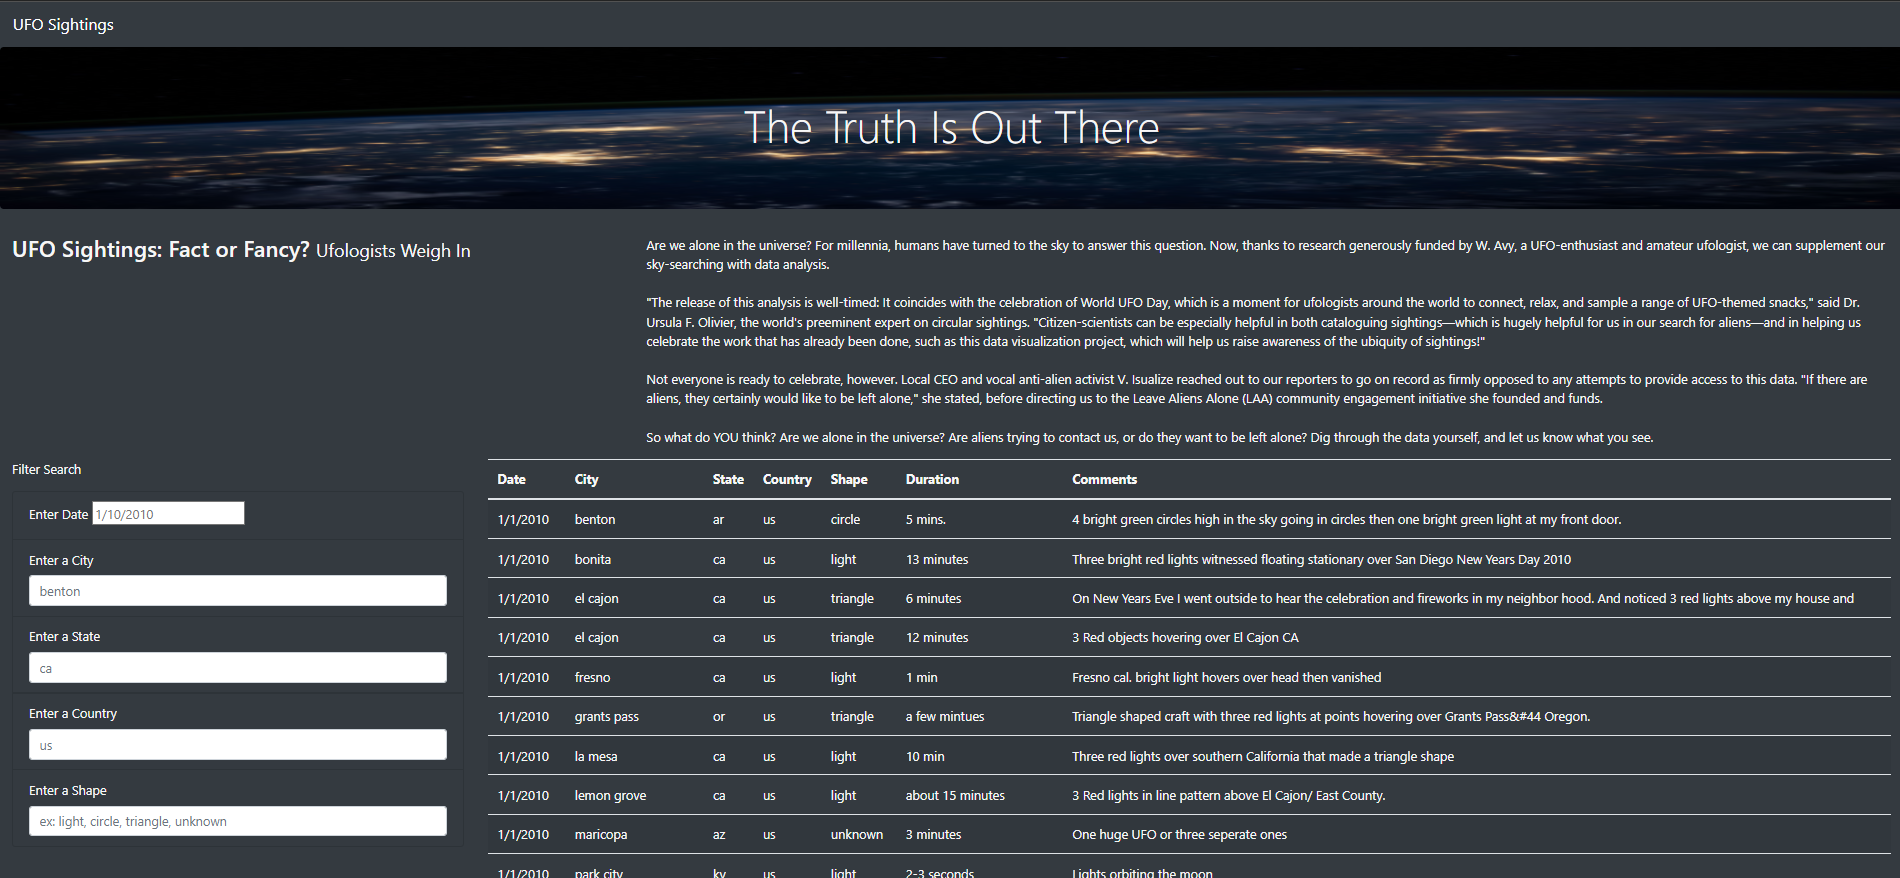 UFO Sightings
The Truth Is Out There
UFO Sightings: Fact or Fancy? Ufologists Weigh In
Are we alone in the universe? For millennia, humans have turned to the sky to answer this question. Now, thanks to research generously funded by W. Avy, a UFO-enthusiast and amateur ufologist, we can supplement our
sky-searching with data analysis.
"The release of this analysis is well-timed: It coincides with the celebration of World UFO Day, which is a moment for ufologists around the world to connect, relax, and sample a range of UFO-themed snacks," said Dr.
Ursula F. Olivier, the world's preeminent expert on circular sightings. "Citizen-scientists can be especially helpful in both cataloguing sightings—which is hugely helpful for us in our search for aliens—and in helping us
celebrate the work that has already been done, such as this data visualization project, which will help us raise awareness of the ubiquity of sightings!"
Not everyone is ready to celebrate, however. Local CEO and vocal anti-alien activist V. Isualize reached out to our reporters to go on record as firmly opposed to any attempts to provide access to this data. "If there are
aliens, they certainly would like to be left alone," she stated, before directing us to the Leave Aliens Alone (LAA) community engagement initiative she founded and funds.
So what do YOU think? Are we alone in the universe? Are aliens trying to contact us, or do they want to be left alone? Dig through the data yourself, and let us know what you see.
Filter Search
Enter Date 1/10/2010
Enter a City
benton
Enter a State
ca
Enter a Country
us
Enter a Shape
ex: light, circle, triangle, unknown
Date City State Country Shape Duration Comments
1/1/2010 benton ar us circle 5 mins. 4 bright green circles high in the sky going in circles then one bright green light at my front door.
1/1/2010 bonita ca us light 13 minutes Three bright red lights witnessed floating stationary over San Diego New Years Day 2010
1/1/2010 el cajon ca us triangle 6 minutes On New Years Eve I went outside to hear the celebration and fireworks in my neighbor hood. And noticed 3 red lights above my house and
1/1/2010 el cajon ca us triangle 12 minutes 3 Red objects hovering over El Cajon CA
1/1/2010 fresno ca us light 1 min Fresno cal. bright light hovers over head then vanished
1/1/2010 grants pass or us triangle a few mintues Triangle shaped craft with three red lights at points hovering over Grants Pass&#44 Oregon.
1/1/2010 la mesa ca us light 10 min Three red lights over southern California that made a triangle shape
1/1/2010 lemon grove ca us light about 15 minutes 3 Red lights in line pattern above El Cajon/ East County.
1/1/2010 maricopa az us unknown 3 minutes One huge UFO or three seperate ones
1/1/2010 park city ky us light 2-3 seconds Lights orbiting the moon